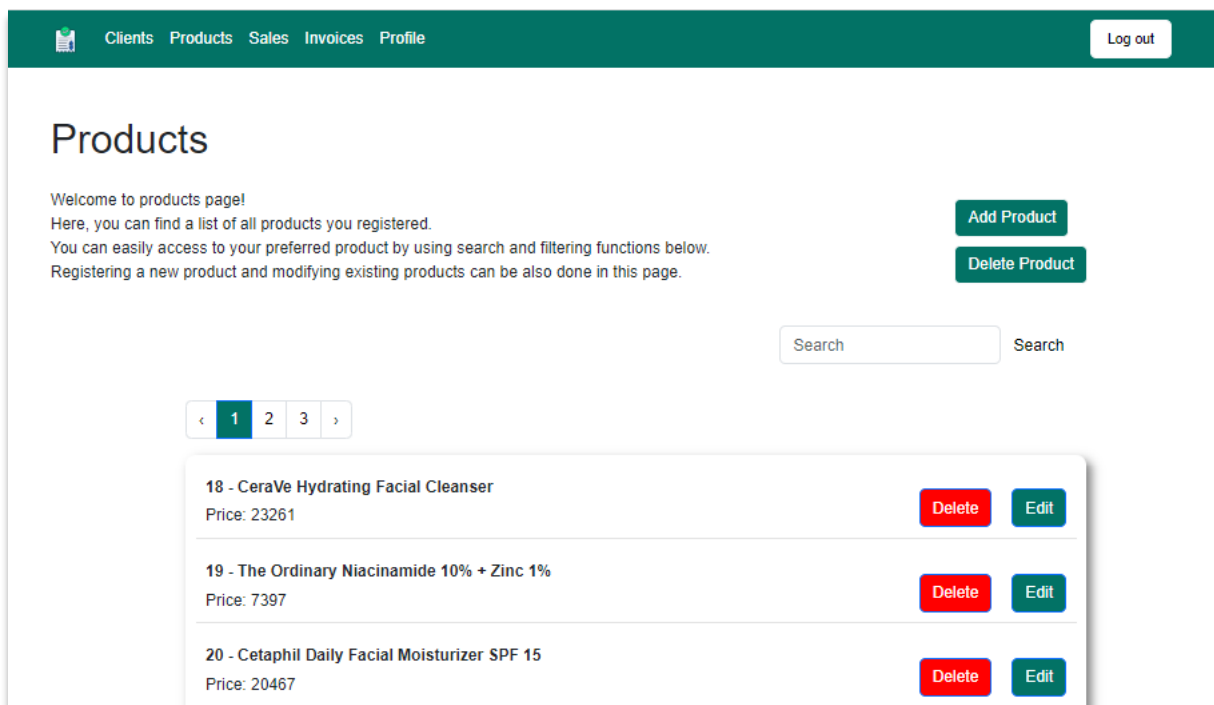 Clients Products Sales Invoices Profile Log out
Products
Welcome to products page!
Here, you can find a list of all products you registered.
You can easily access to your preferred product by using search and filtering functions below.
Registering a new product and modifying existing products can be also done in this page.
Add Product
Delete Product
Search Search
‹ 1 2 3 ›
18 - CeraVe Hydrating Facial Cleanser
Price: 23261
Delete Edit
19 - The Ordinary Niacinamide 10% + Zinc 1%
Price: 7397
Delete Edit
20 - Cetaphil Daily Facial Moisturizer SPF 15
Price: 20467
Delete Edit